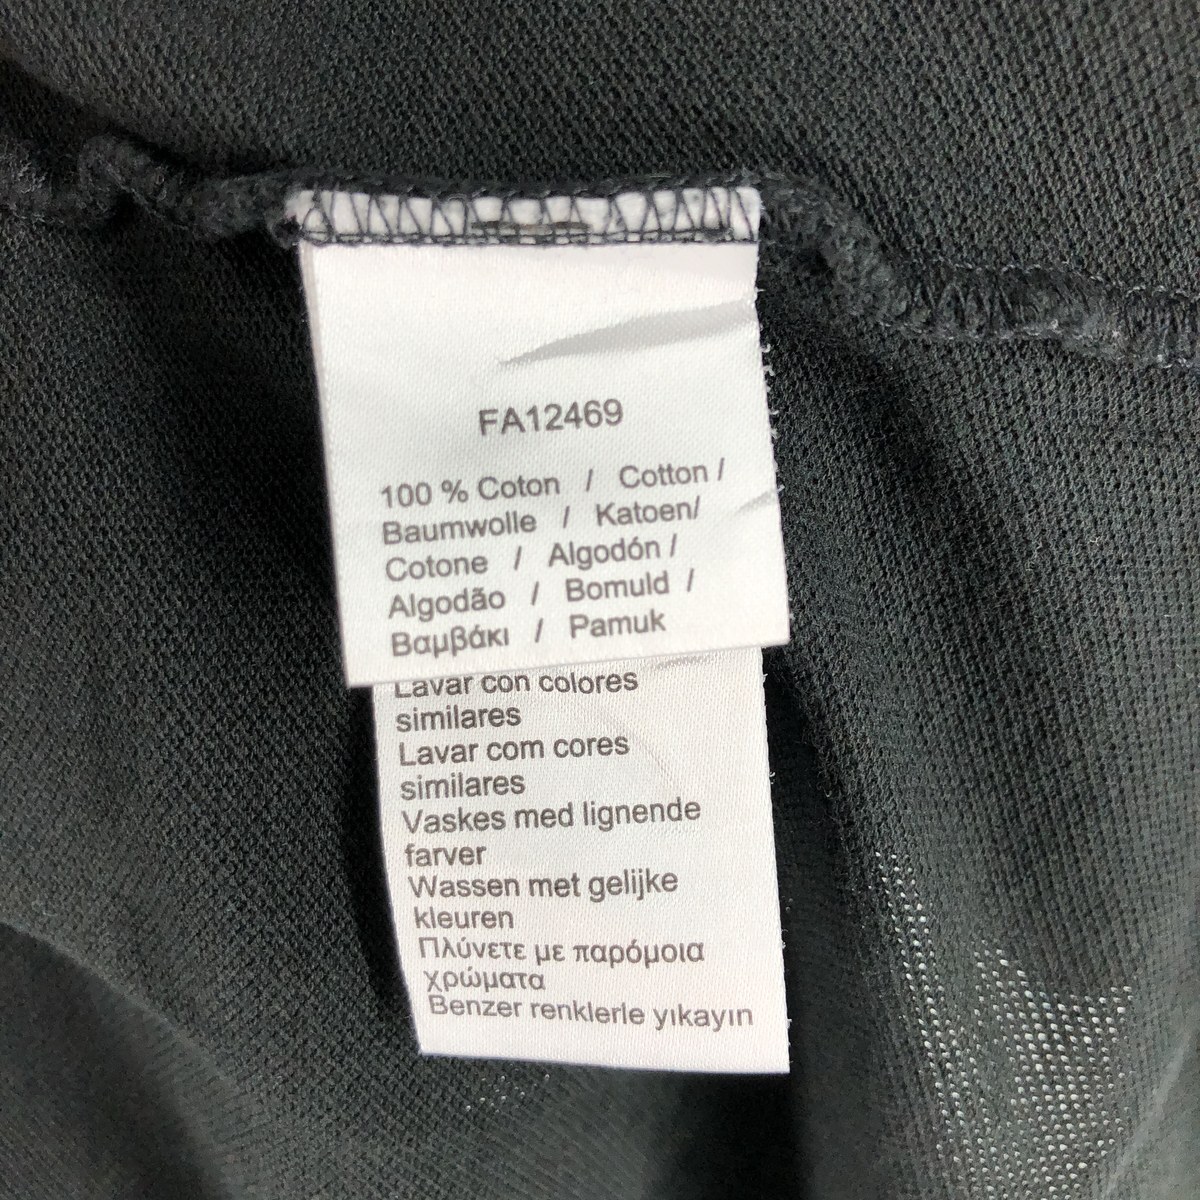 FA12469
100 % Coton / Cotton /
Baumwolle / Katoen/
Cotone / Algodón /
Algodão / Bomuld /
Βαμβάκι / Pamuk
Lavar con colores
similares
Lavar com cores
similares
Vaskes med lignende
farver
Wassen met gelijke
kleuren
Πλύνετε με παρόμοια
χρώματα
Benzer renklerle yıkayın